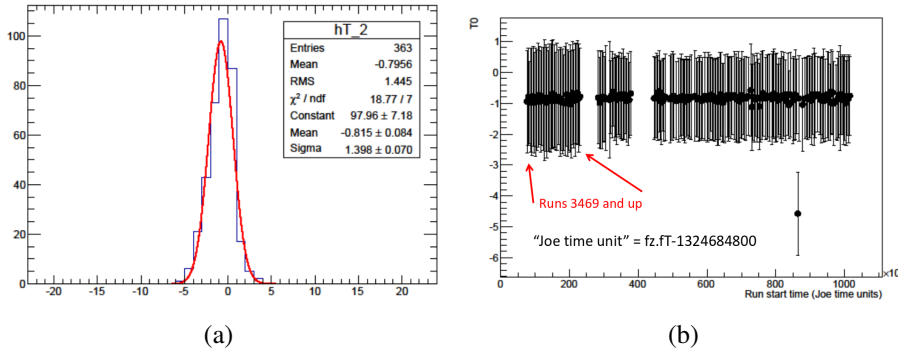 hT_2
Entries 363
Mean -0.7956
RMS 1.445
χ² / ndf 18.77 / 7
Constant 97.96 ± 7.18
Mean -0.815 ± 0.084
Sigma 1.398 ± 0.070
100
80
60
40
20
0
-20 -15 -10 -5 0 5 10 15 20
(a)
T0
1
0
-1
-2
-3
-4
-5
-6
Runs 3469 and up
“Joe time unit” = fz.fT-1324684800
0 200 400 600 800 1000
Run start time (Joe time units)
(b)